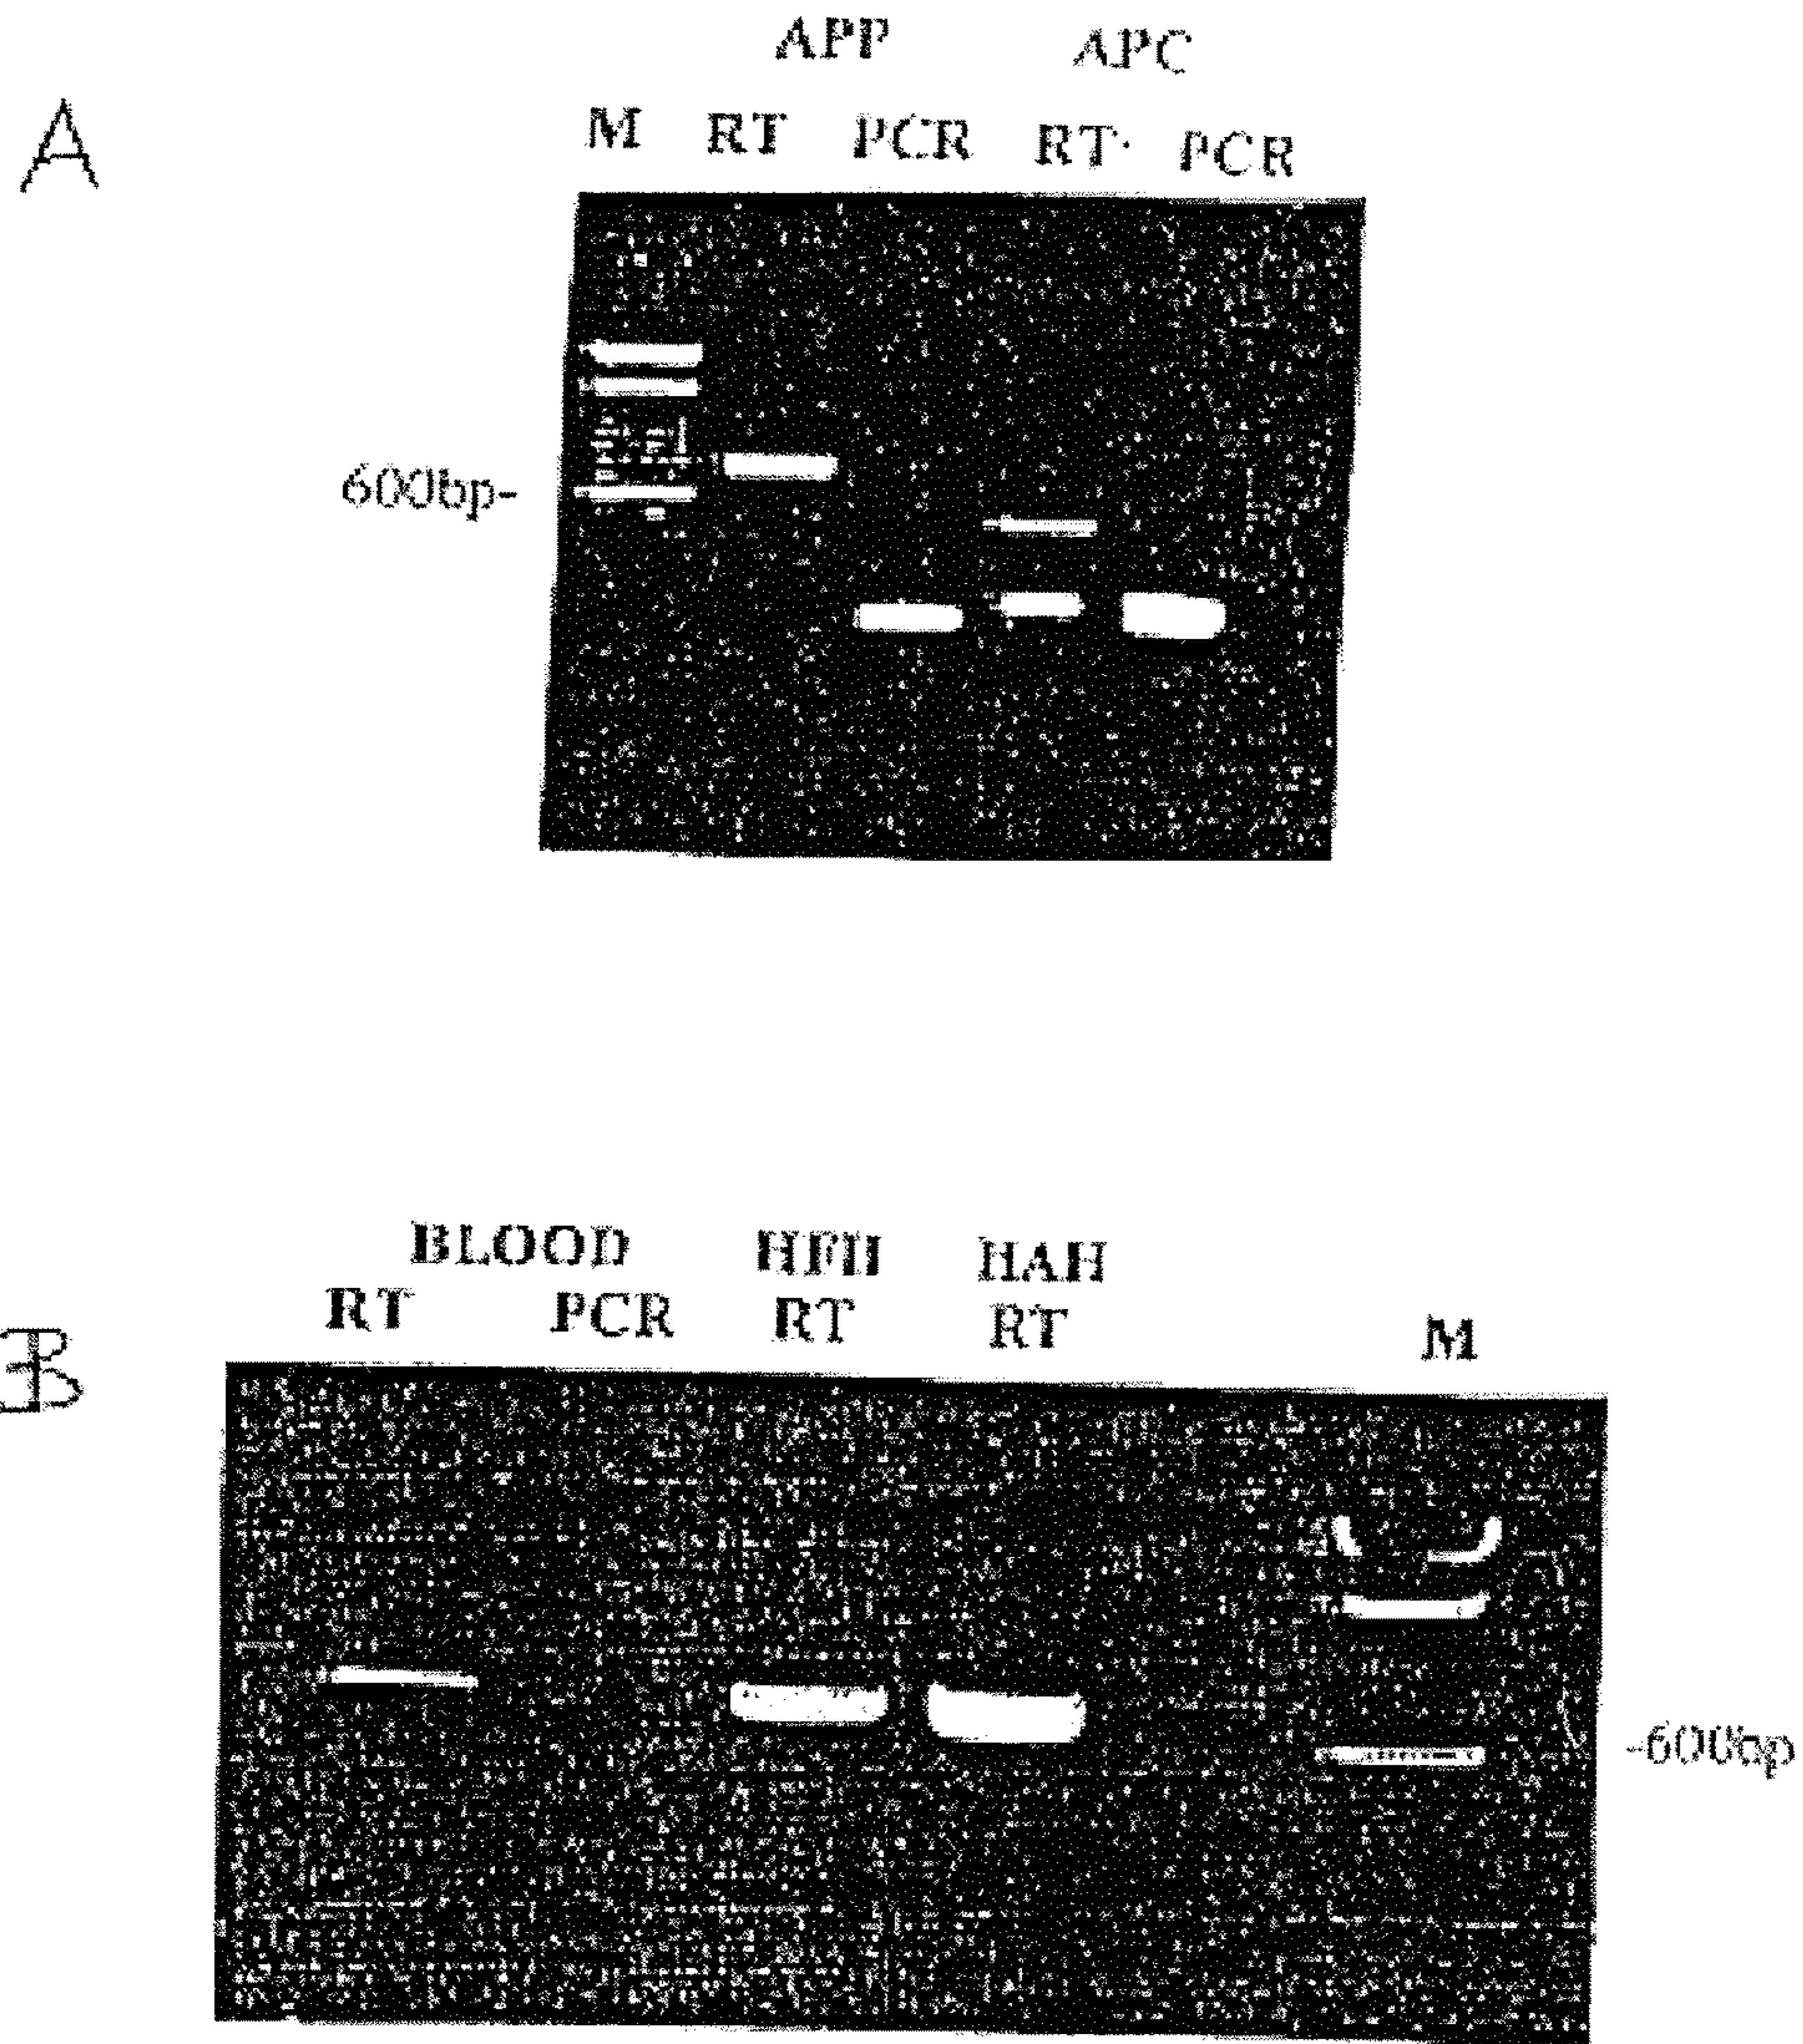 A
APP APC
M RT PCR RT PCR
600bp-
BLOOD HFH HAH
RT PCR RT RT M
B
-600bp